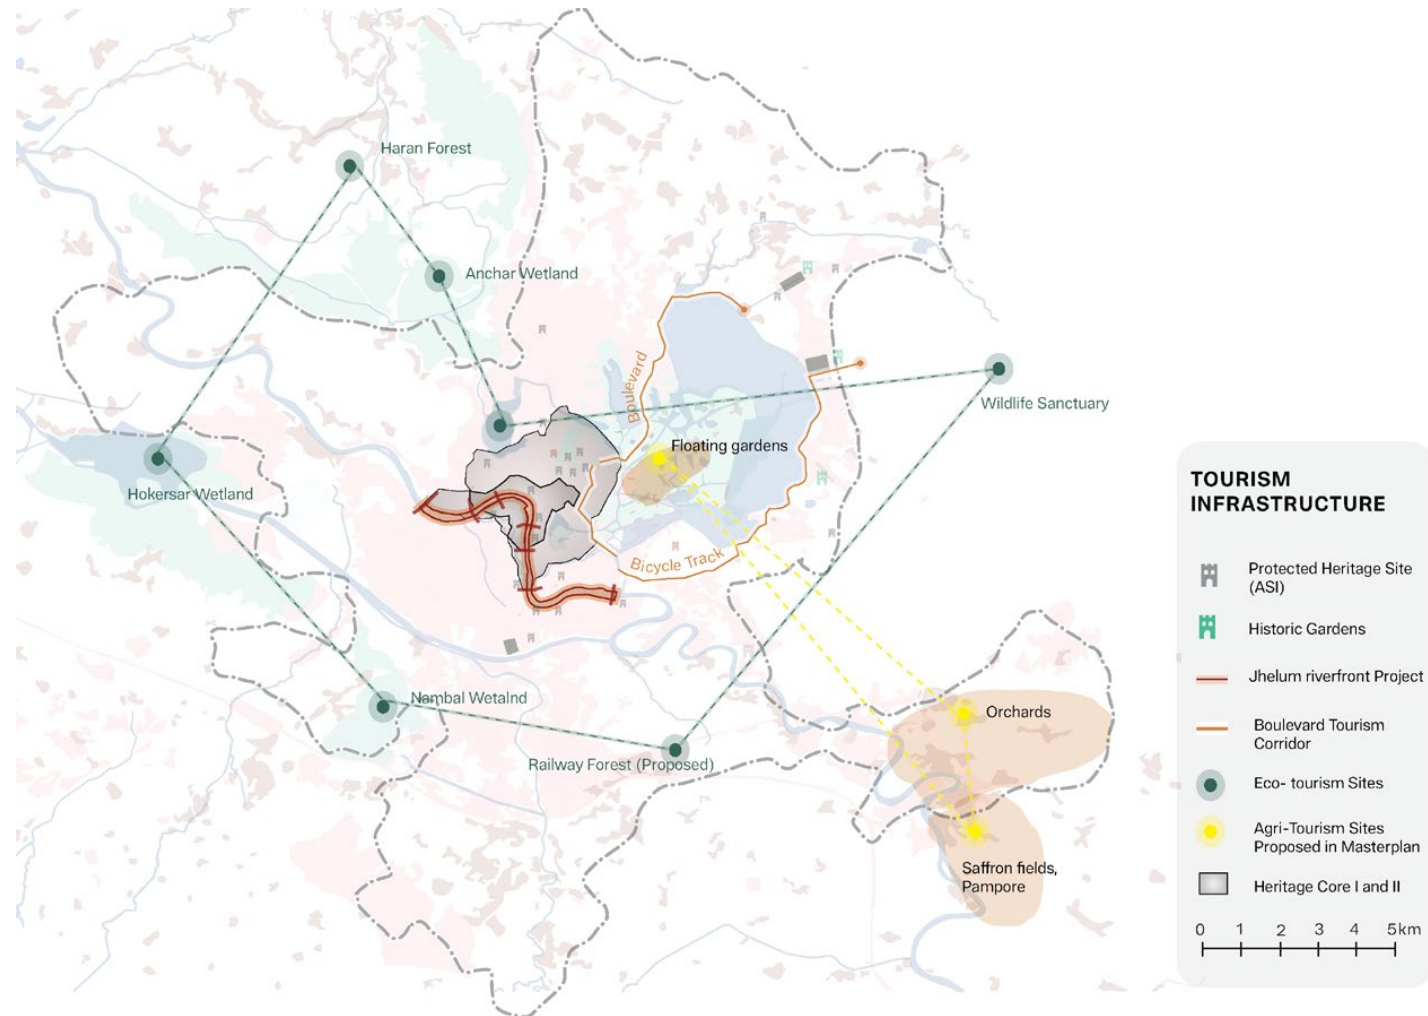 Haran Forest
Anchar Wetland
Boulevard
Wildlife Sanctuary
Floating gardens
Hokersar Wetland
Bicycle Track
Nambal Wetalnd
Orchards
Railway Forest (Proposed)
Saffron fields,
Pampore
TOURISM
INFRASTRUCTURE
Protected Heritage Site
(ASI)
Historic Gardens
Jhelum riverfront Project
Boulevard Tourism
Corridor
Eco- tourism Sites
Agri-Tourism Sites
Proposed in Masterplan
Heritage Core I and II
0 1 2 3 4 5km